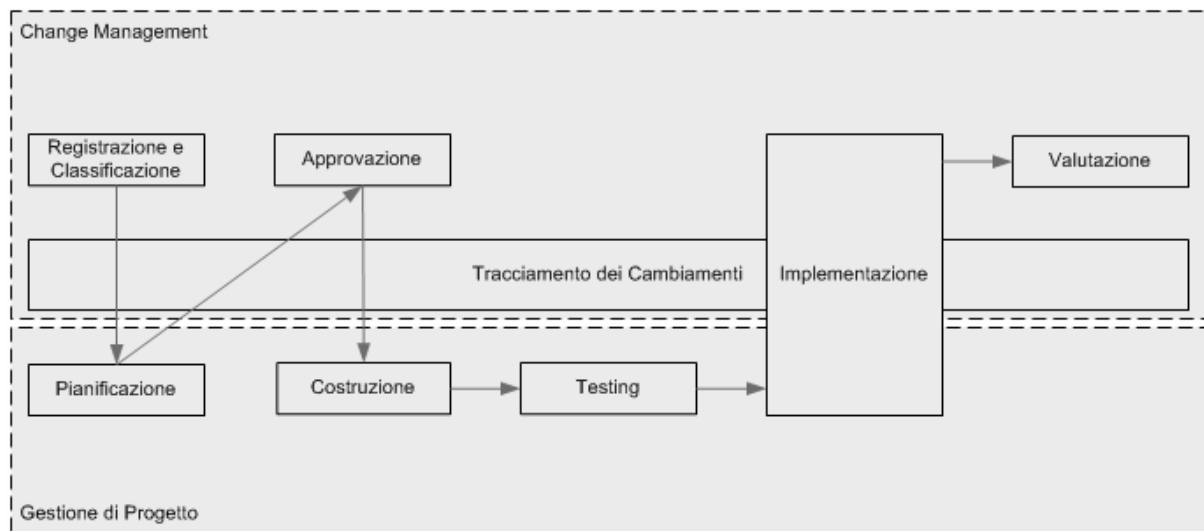 Change Management
Registrazione e
Classificazione
Approvazione
Valutazione
Tracciamento dei Cambiamenti
Implementazione
Pianificazione
Costruzione
Testing
Gestione di Progetto